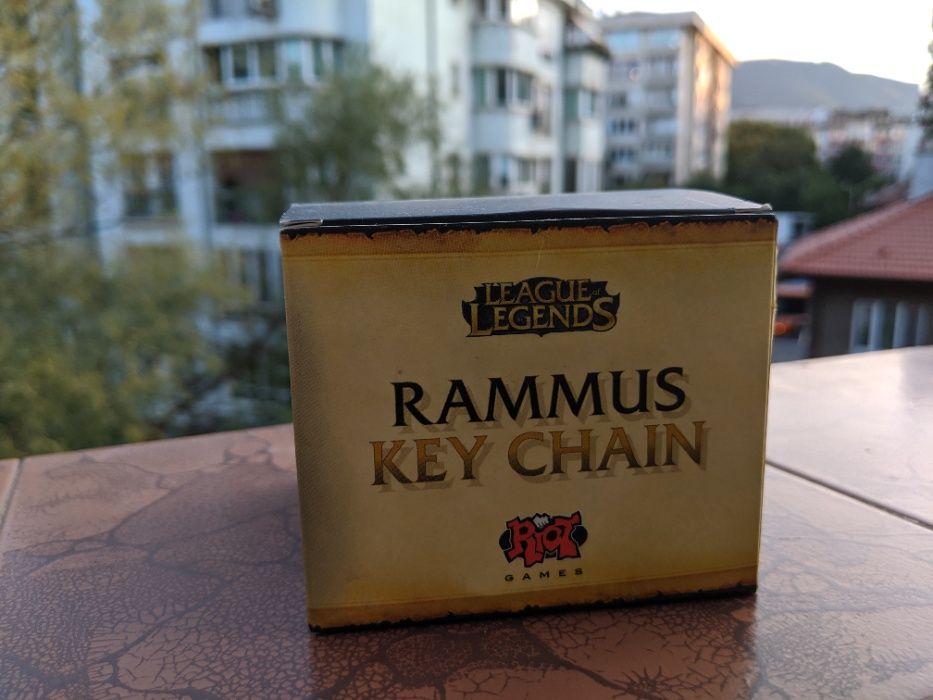 LEAGUE of
LEGENDS
RAMMUS
KEY CHAIN
RIOT
GAMES